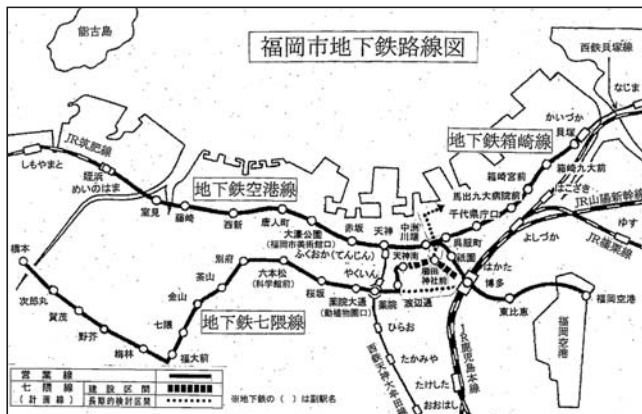 福岡市地下鉄路線図
能古島
西鉄貝塚線
なじま
かいづか
貝塚
地下鉄箱崎線
箱崎九大前
箱崎宮前
はこざき
馬出九大病院前
JR山陽新幹線
千代県庁口
ゆす
JR篠栗線
よしづか
呉服町
祇園
中洲川端
JR筑肥線
しもやまと
姪浜
めいのはま
室見
地下鉄空港線
藤崎
西新
唐人町
大濠公園
(福岡市美術館口)
赤坂
天神
ふくおか(てんじん)
天神南
櫛田神社前
はかた
博多
東比恵
福岡空港
福岡空港
橋本
次郎丸
賀茂
野芥
梅林
福大前
七隈
金山
茶山
別府
六本松
(科学館前)
桜坂
薬院大通
(動植物園口)
やくいん
薬院
渡辺通
地下鉄七隈線
ひらお
たかみや
おおはし
たけした
西鉄天神大牟田線
JR鹿児島本線
営業線
七隈線
(計画線)
建設区間
長期的検討区間
※地下鉄の( )は副駅名